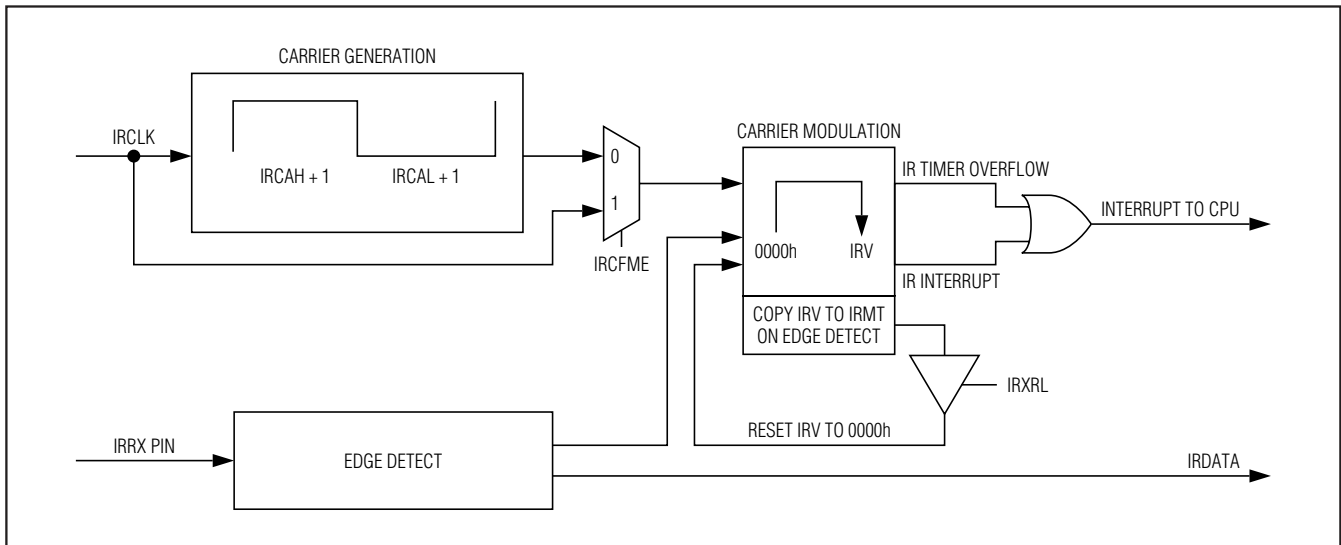 CARRIER GENERATION
IRCLK
IRCAH + 1
IRCAL + 1
0
1
IRCFME
CARRIER MODULATION
0000h
IRV
IR TIMER OVERFLOW
INTERRUPT TO CPU
IR INTERRUPT
COPY IRV TO IRMT
ON EDGE DETECT
IRXRL
RESET IRV TO 0000h
IRRX PIN
EDGE DETECT
IRDATA